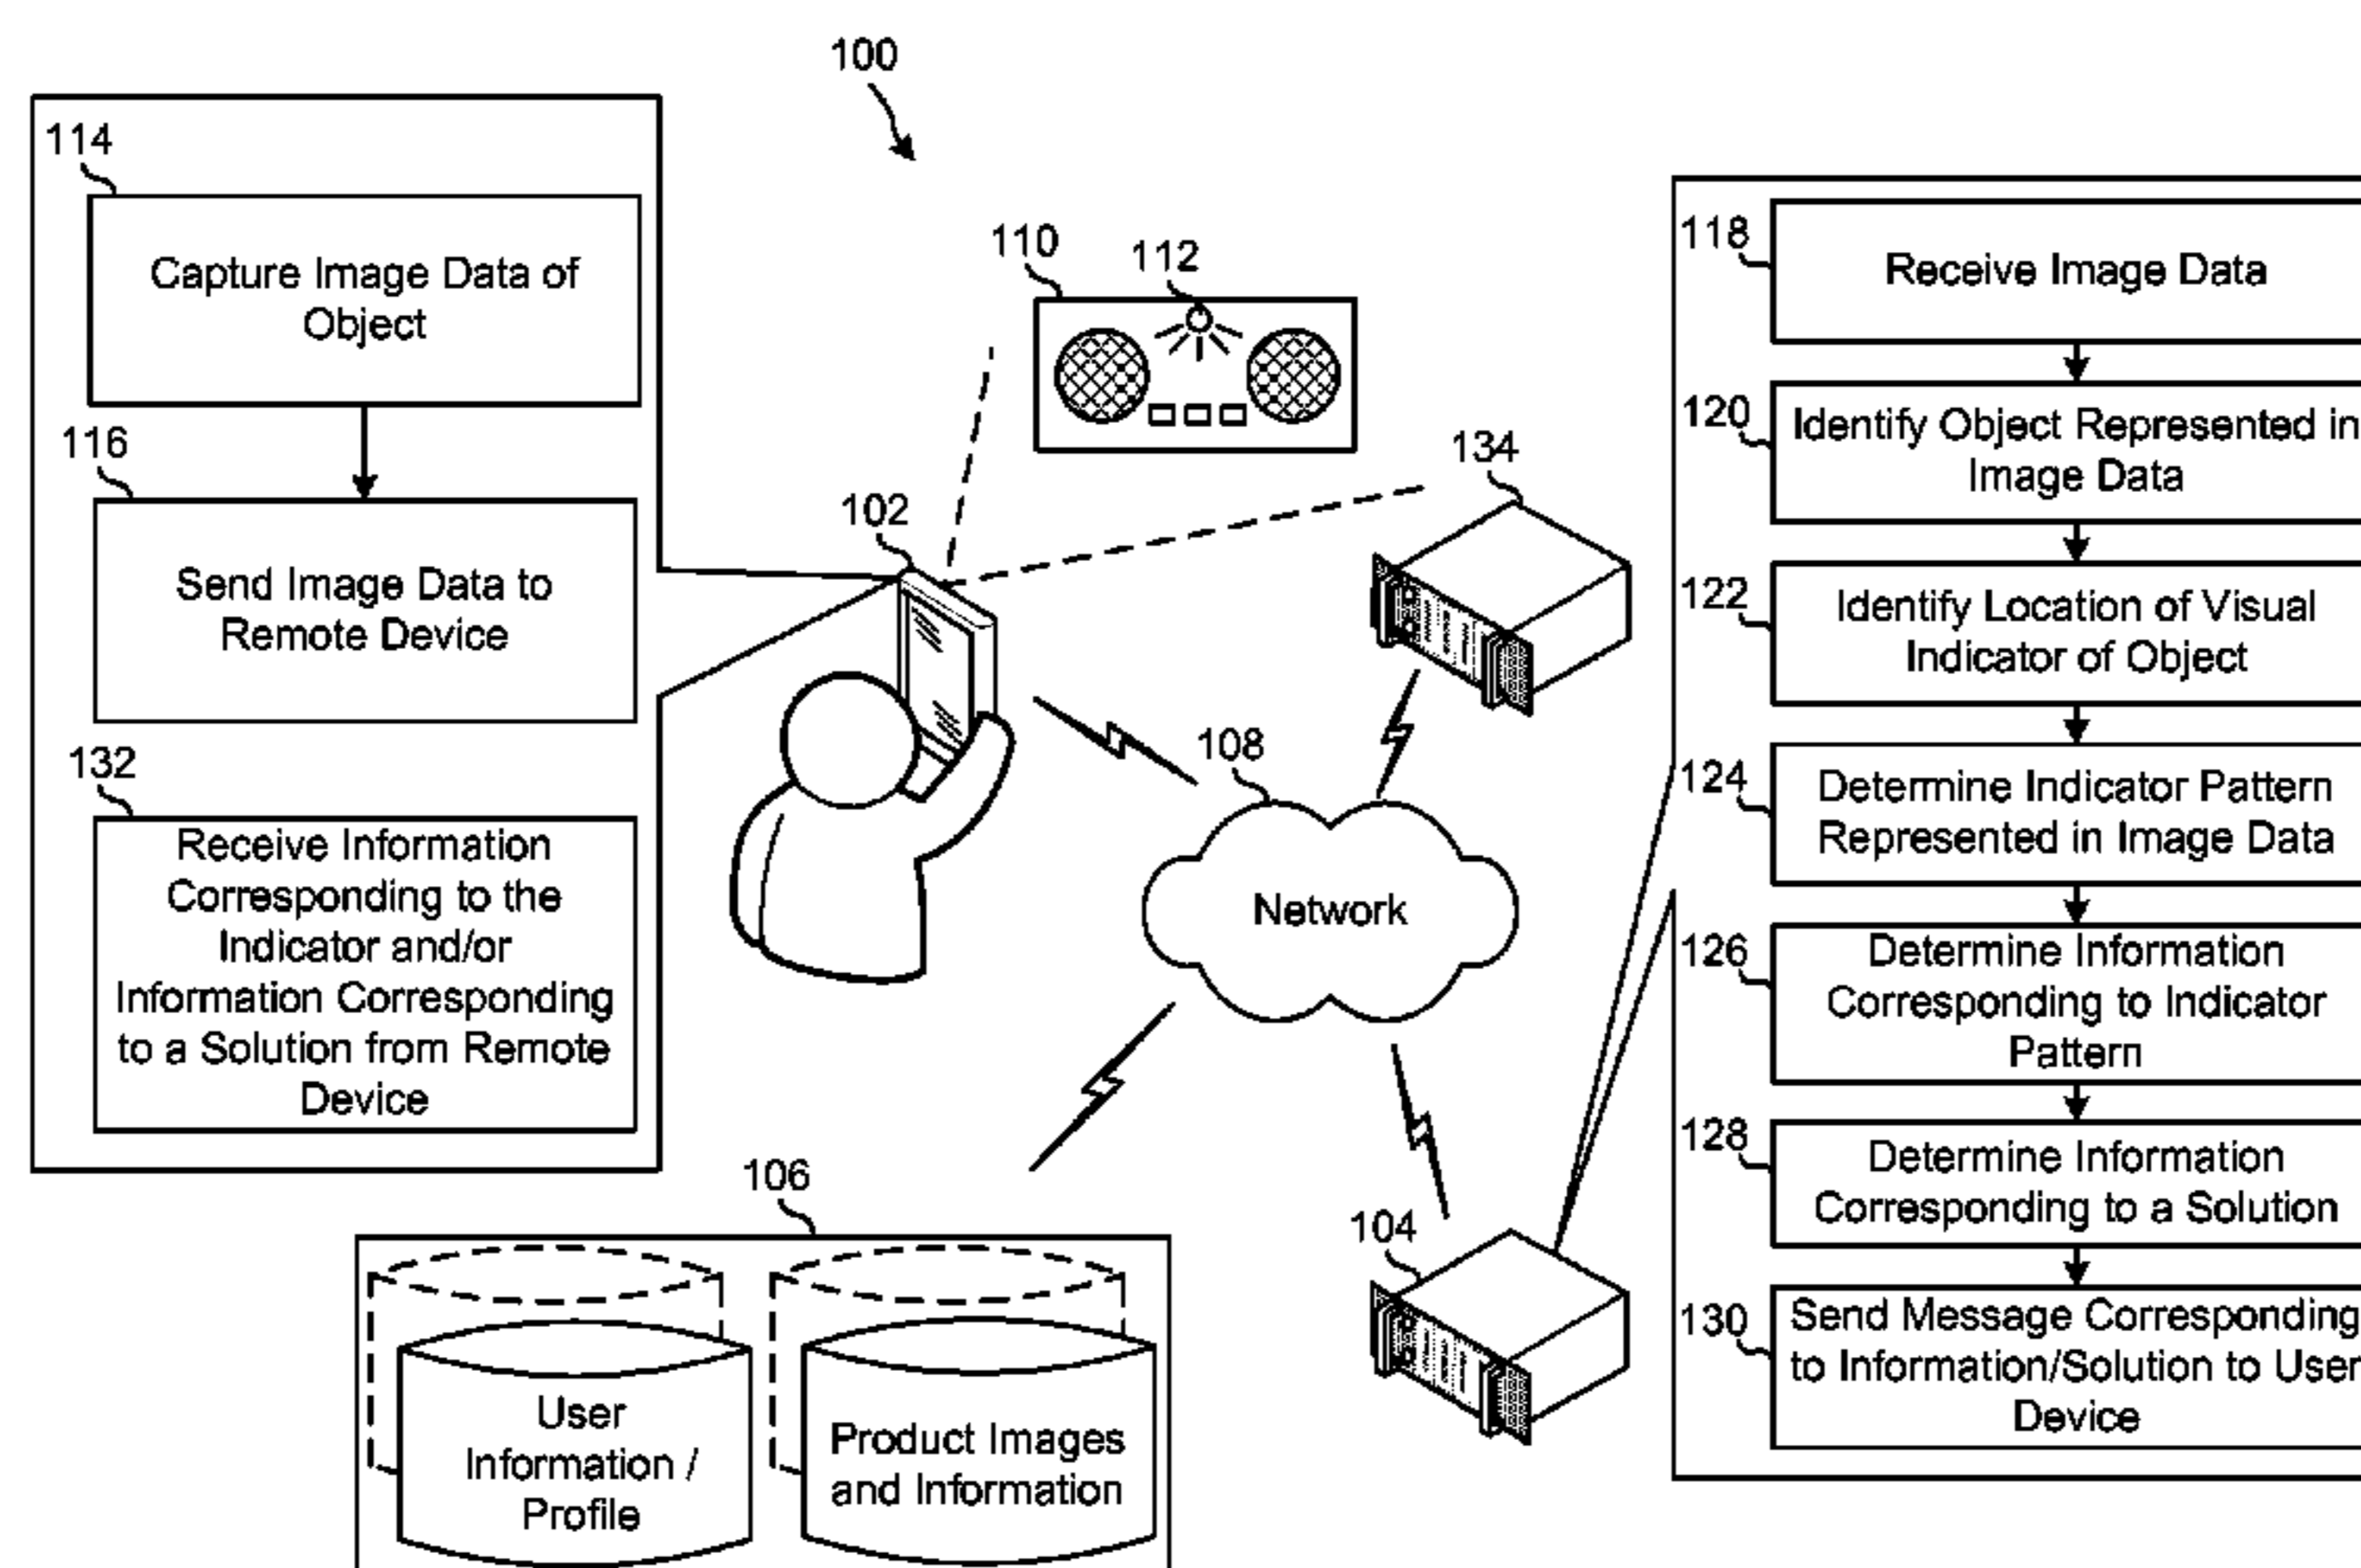 100
114
Capture Image Data of
Object
116
Send Image Data to
Remote Device
132
Receive Information
Corresponding to the
Indicator and/or
Information Corresponding
to a Solution from Remote
Device
110
112
102
134
108
Network
106
User
Information /
Profile
Product Images
and Information
104
118
Receive Image Data
120
Identify Object Represented in
Image Data
122
Identify Location of Visual
Indicator of Object
124
Determine Indicator Pattern
Represented in Image Data
126
Determine Information
Corresponding to Indicator
Pattern
128
Determine Information
Corresponding to a Solution
130
Send Message Corresponding
to Information/Solution to User
Device